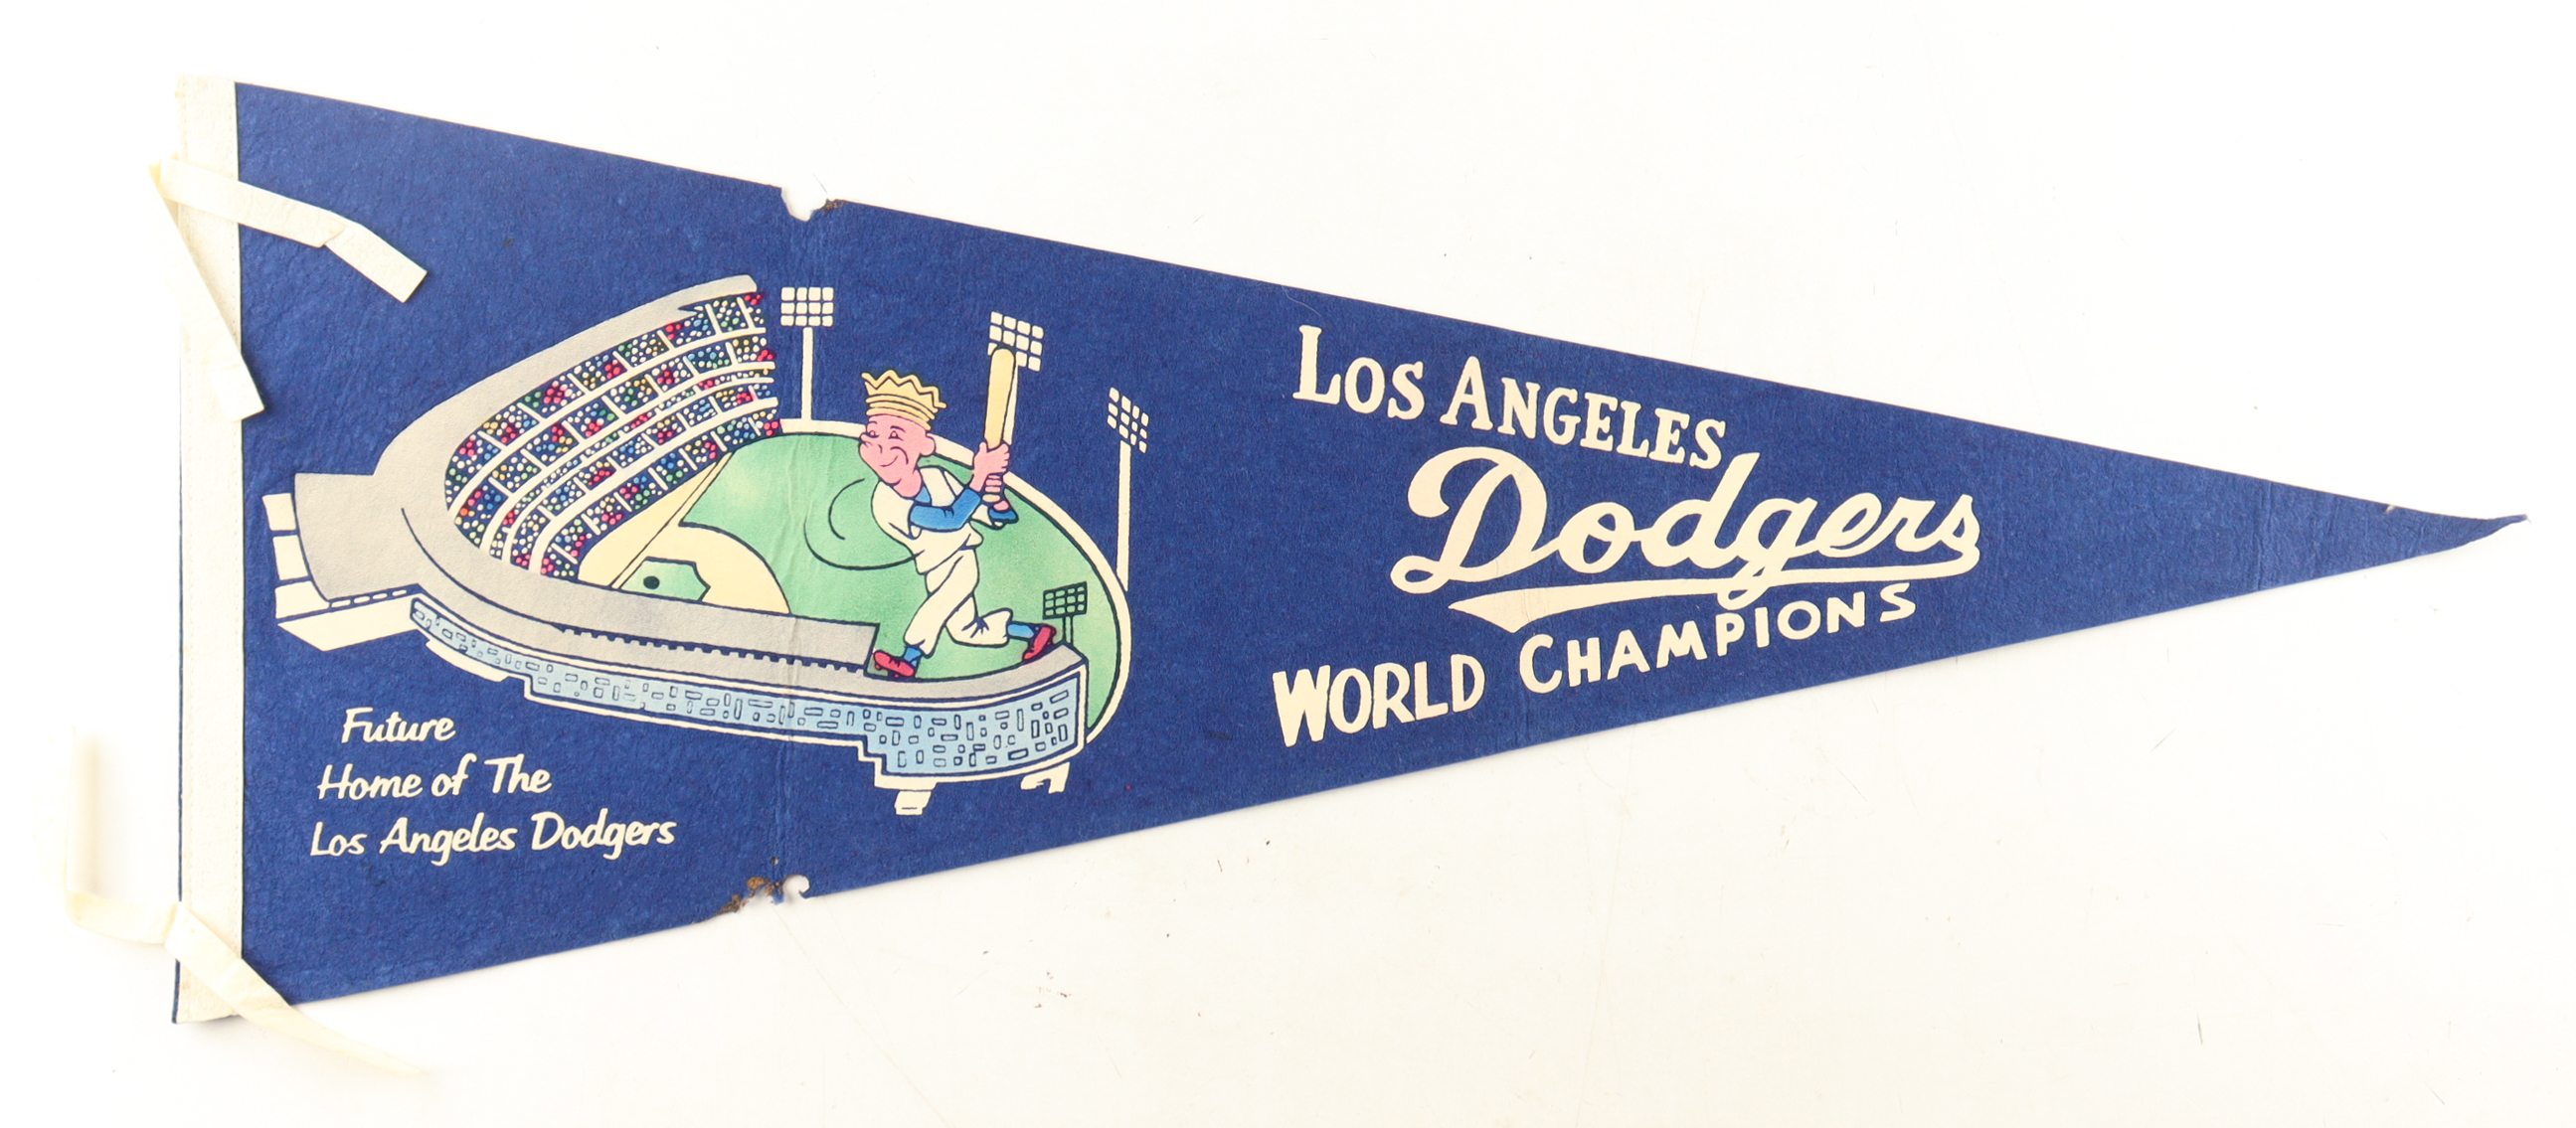 Los Angeles
Dodgers
World Champions
Future
Home of The
Los Angeles Dodgers